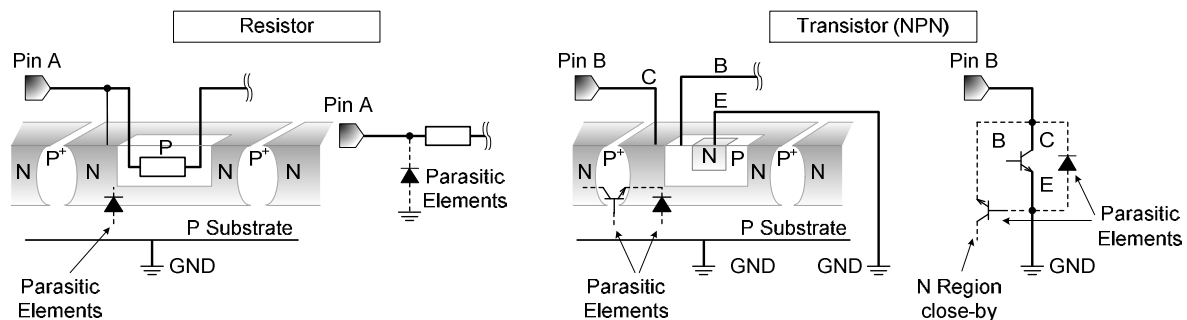 Resistor
Pin A
P
N
P+
N
P+
N
N
P Substrate
GND
Parasitic
Elements
Pin A
Parasitic
Elements
Transistor (NPN)
Pin B
C
B
E
N
P+
N
N
P
P+
N
P Substrate
GND
GND
Parasitic
Elements
Pin B
B
C
E
Parasitic
Elements
GND
N Region
close-by